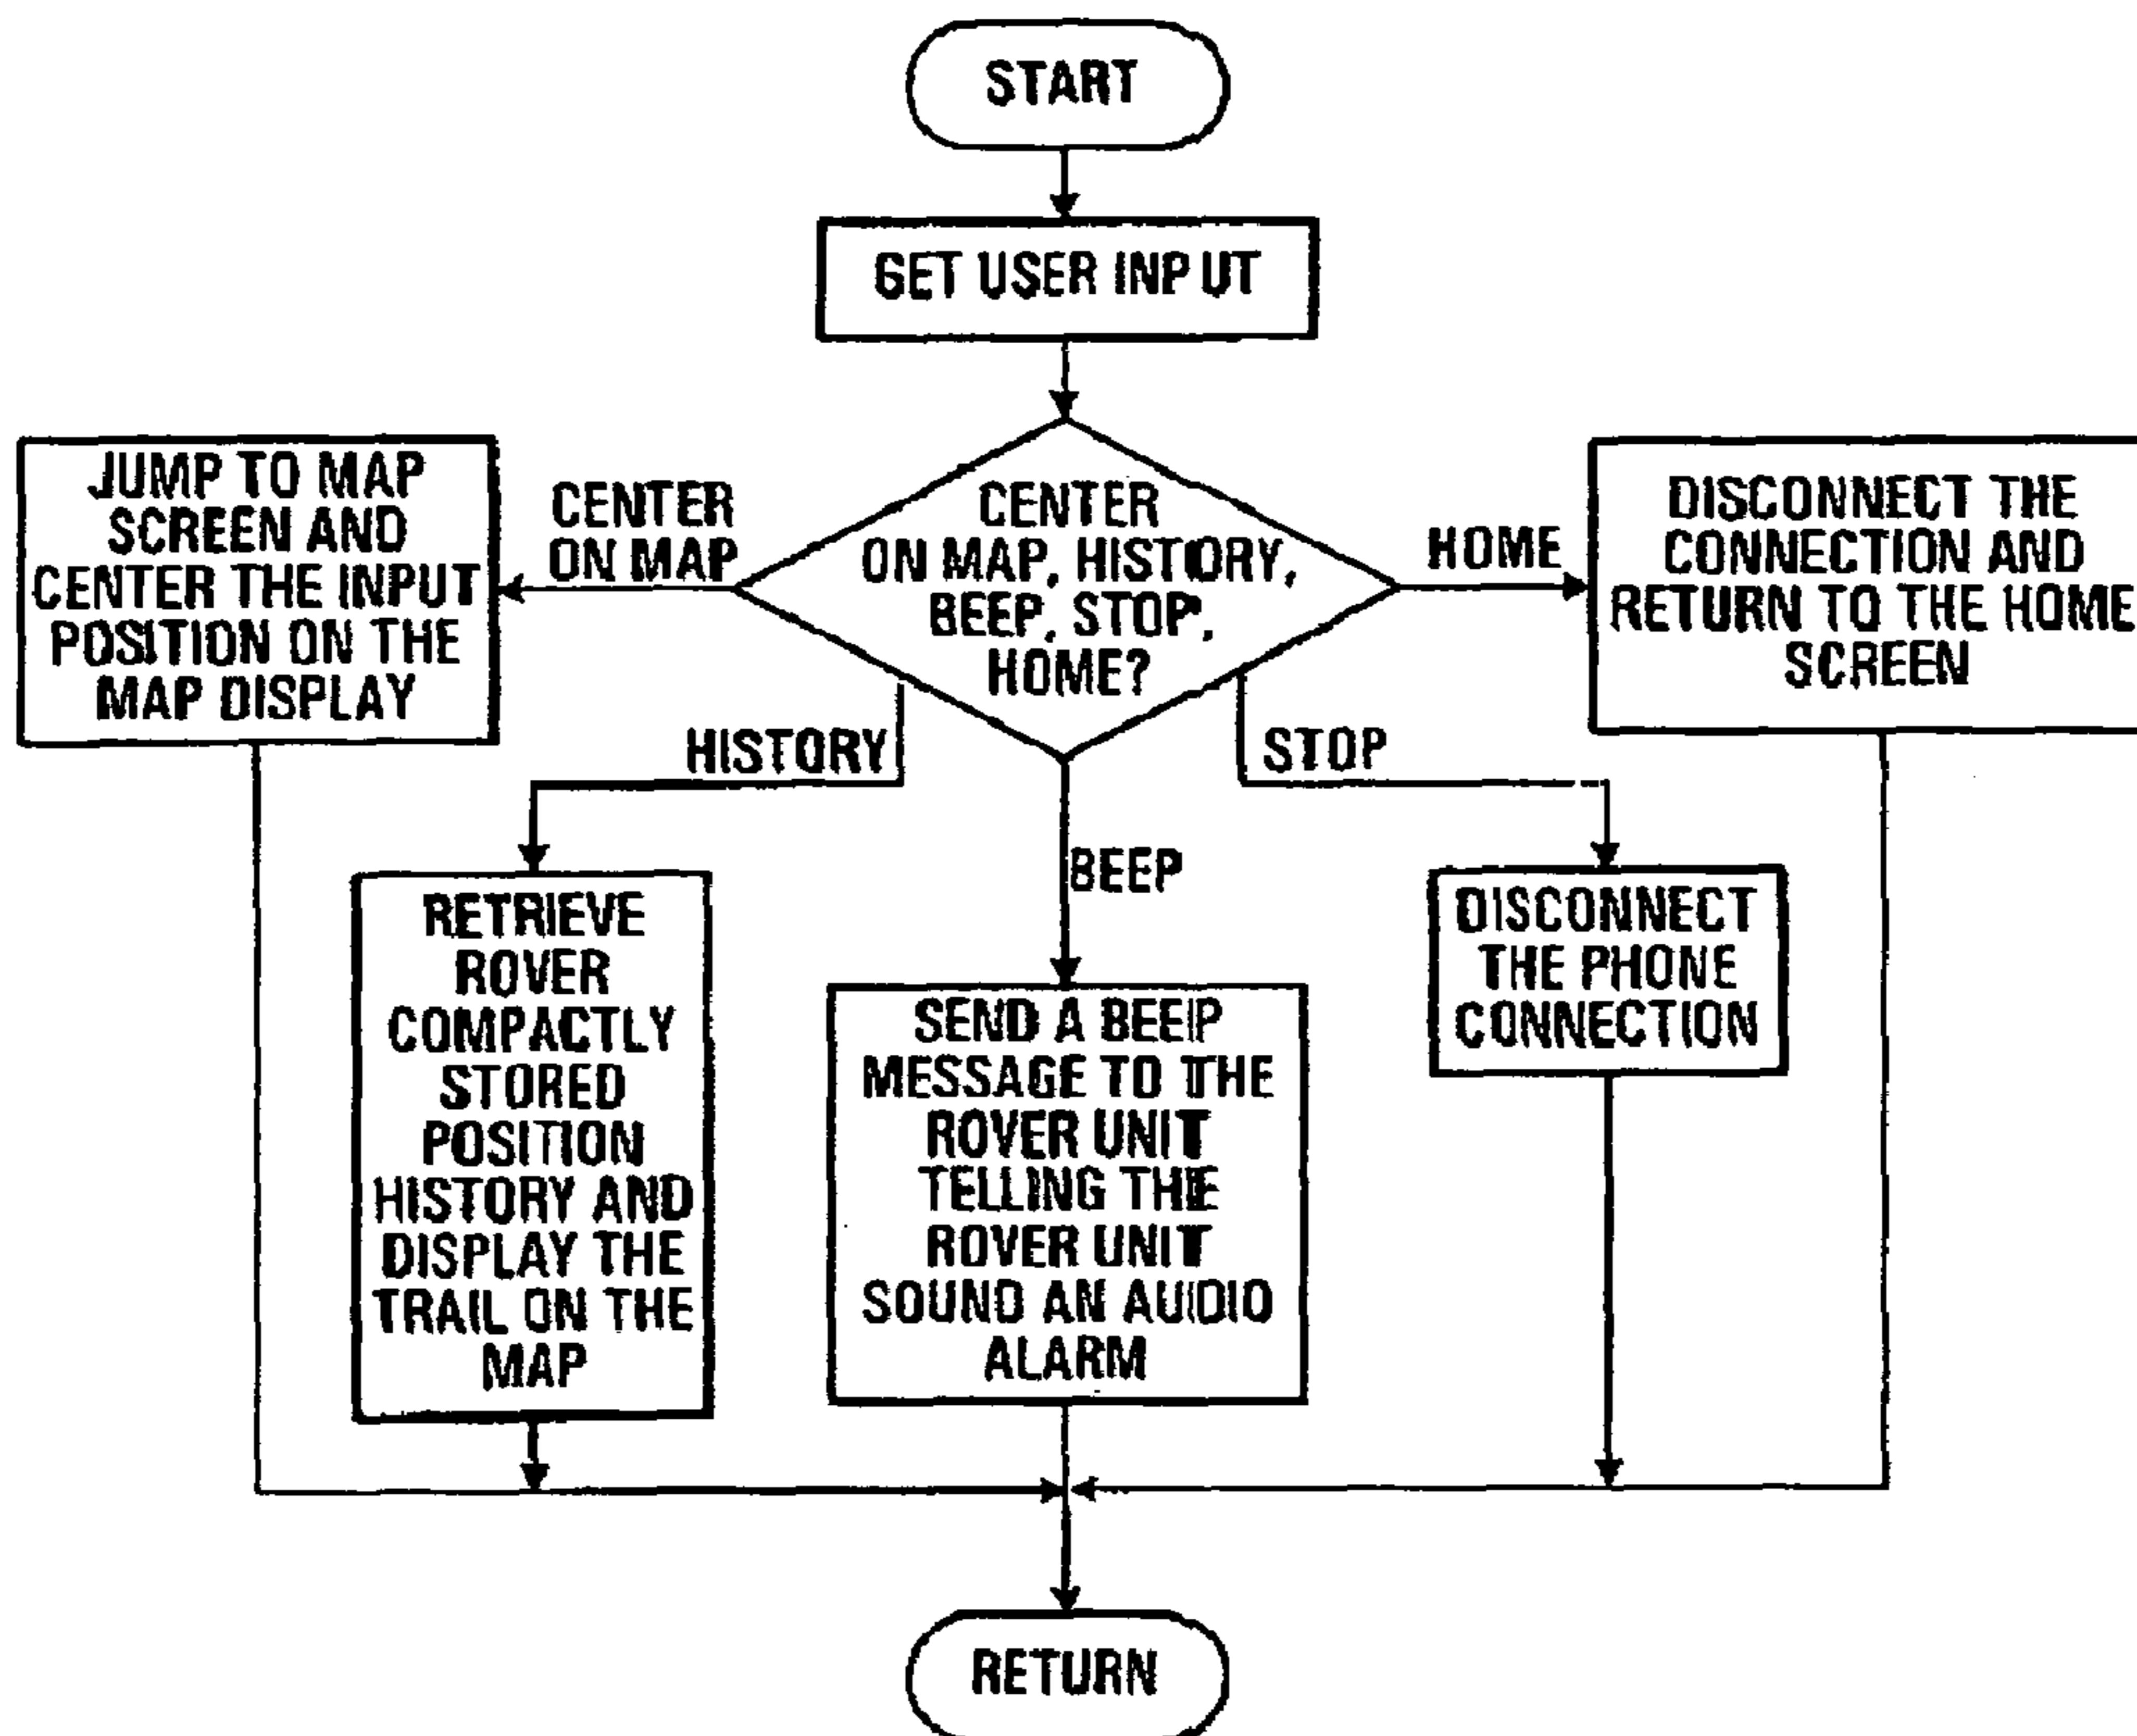 START
GET USER INPUT
CENTER
ON MAP, HISTORY,
BEEP, STOP,
HOME?
CENTER
ON MAP
JUMP TO MAP
SCREEN AND
CENTER THE INPUT
POSITION ON THE
MAP DISPLAY
HOME
DISCONNECT THE
CONNECTION AND
RETURN TO THE HOME
SCREEN
HISTORY
RETRIEVE
ROVER
COMPACTLY
STORED
POSITION
HISTORY AND
DISPLAY THE
TRAIL ON THE
MAP
BEEP
SEND A BEEP
MESSAGE TO THE
ROVER UNIT
TELLING THE
ROVER UNIT
SOUND AN AUDIO
ALARM
STOP
DISCONNECT
THE PHONE
CONNECTION
RETURN